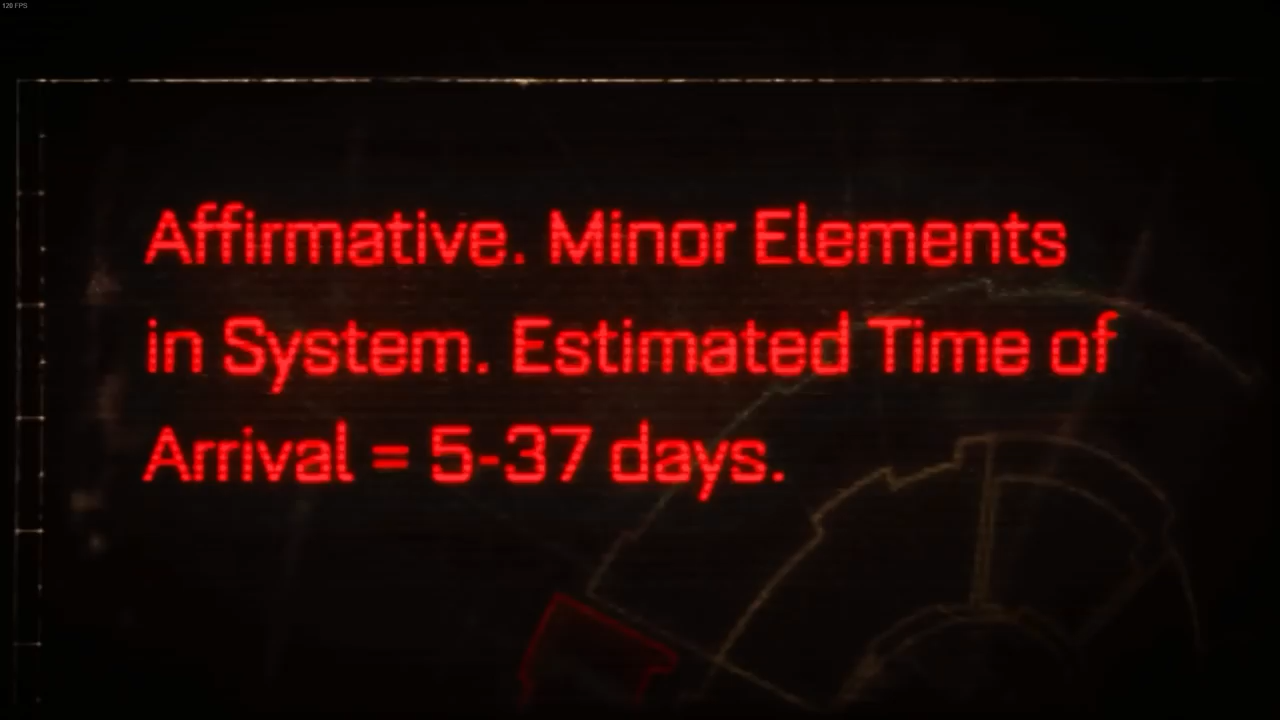 120 FPS
Affirmative. Minor Elements
in System. Estimated Time of
Arrival = 5-37 days.